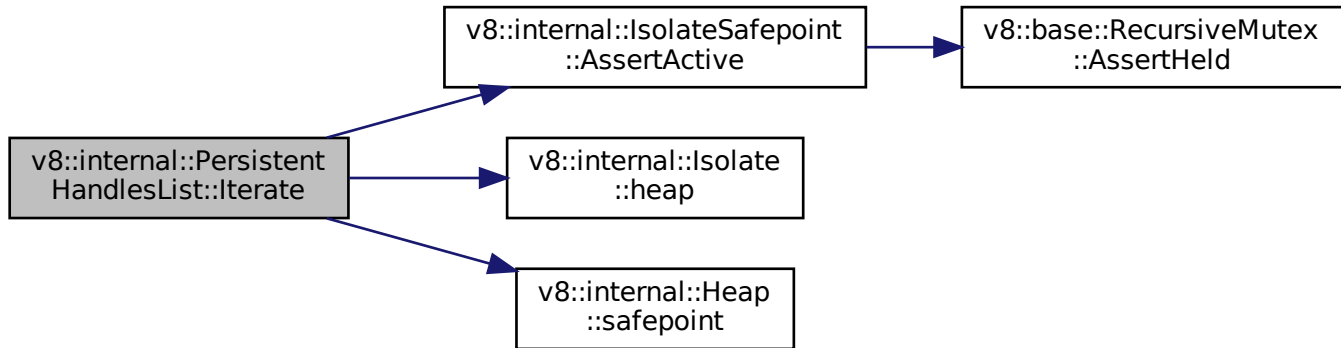 v8::internal::IsolateSafepoint
::AssertActive
v8::base::RecursiveMutex
::AssertHeld
v8::internal::Persistent
HandlesList::Iterate
v8::internal::Isolate
::heap
v8::internal::Heap
::safepoint